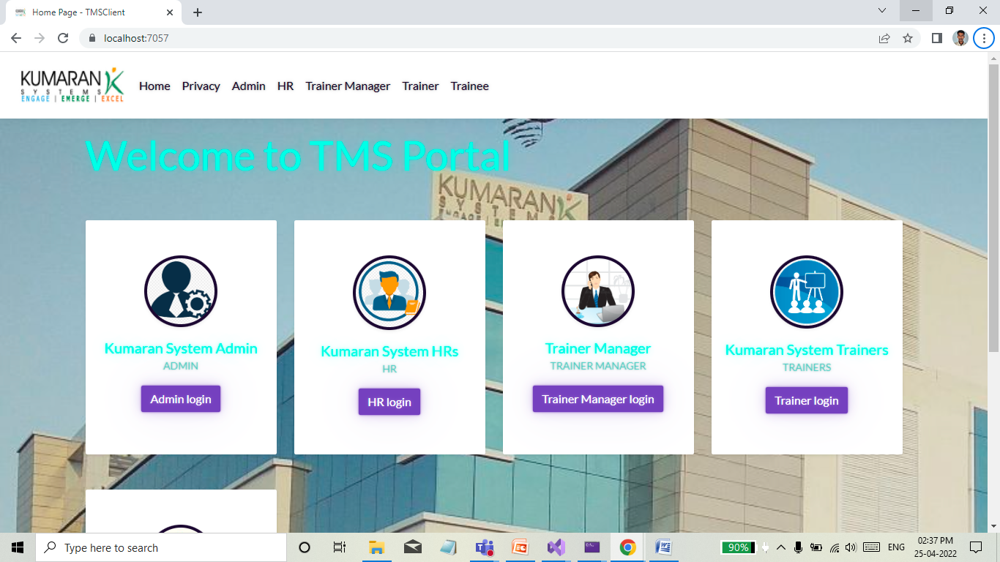 Home Page - TMSClient
localhost:7057
KUMARAN
SYSTEMS
ENGAGE | EMERGE | EXCEL
Home Privacy Admin HR Trainer Manager Trainer Trainee
Welcome to TMS Portal
KUMARAN
SYSTEMS
Kumaran System Admin
ADMIN
Admin login
Kumaran System HRs
HR
HR login
Trainer Manager
TRAINER MANAGER
Trainer Manager login
Kumaran System Trainers
TRAINERS
Trainer login
Type here to search
90%
ENG
02:37 PM
25-04-2022